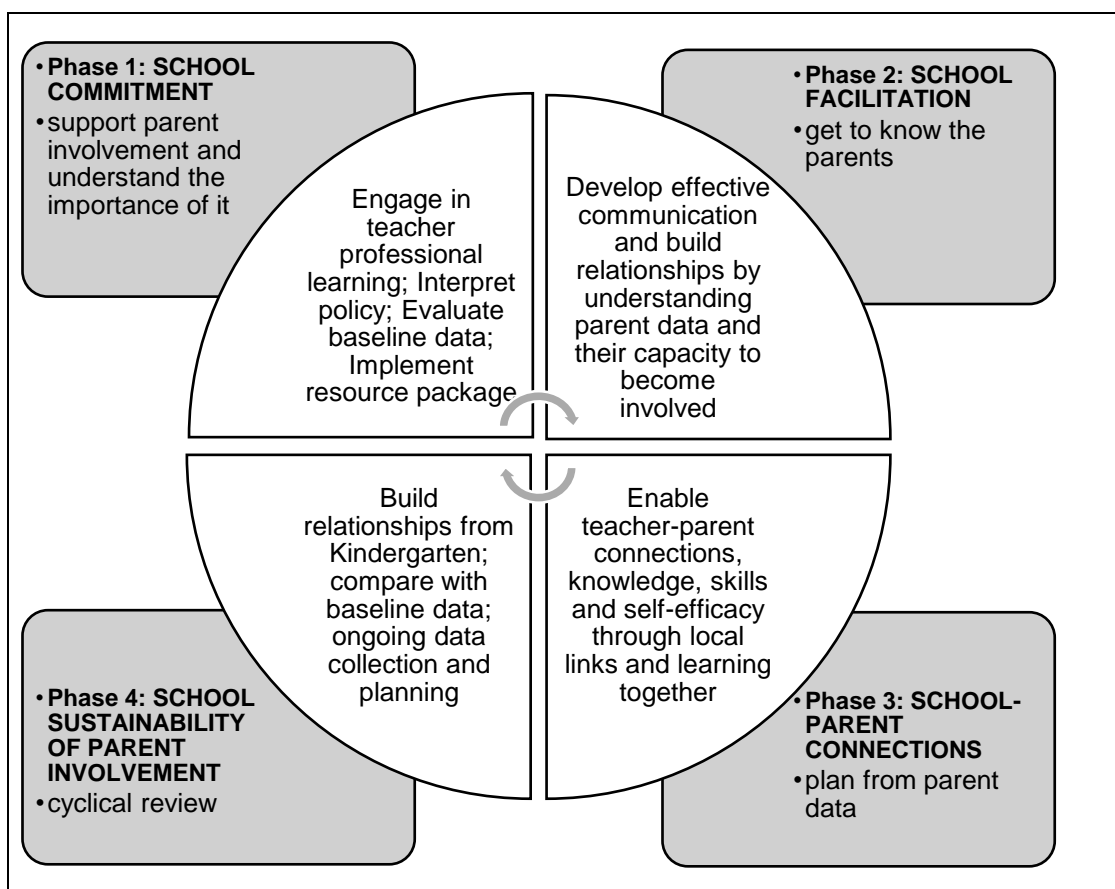 • Phase 1: SCHOOL
COMMITMENT
• support parent
involvement and
understand the
importance of it
Engage in
teacher
professional
learning; Interpret
policy; Evaluate
baseline data;
Implement
resource package
• Phase 2: SCHOOL
FACILITATION
• get to know the
parents
Develop effective
communication
and build
relationships by
understanding
parent data and
their capacity to
become
involved
• Phase 3: SCHOOL-
PARENT
CONNECTIONS
• plan from parent
data
Enable
teacher-parent
connections,
knowledge, skills
and self-efficacy
through local
links and learning
together
• Phase 4: SCHOOL
SUSTAINABILITY
OF PARENT
INVOLVEMENT
• cyclical review
Build
relationships from
Kindergarten;
compare with
baseline data;
ongoing data
collection and
planning